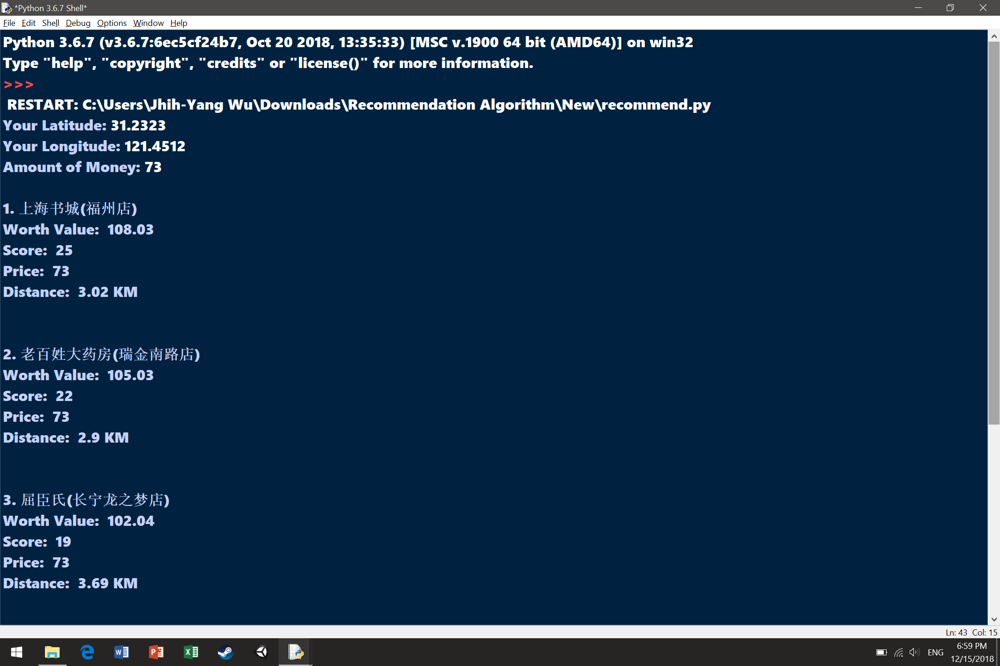 *Python 3.6.7 Shell*
File Edit Shell Debug Options Window Help
Python 3.6.7 (v3.6.7:6ec5cf24b7, Oct 20 2018, 13:35:33) [MSC v.1900 64 bit (AMD64)] on win32
Type "help", "copyright", "credits" or "license()" for more information.
>>>
RESTART: C:\Users\Jhih-Yang Wu\Downloads\Recommendation Algorithm\New\recommend.py
Your Latitude: 31.2323
Your Longitude: 121.4512
Amount of Money: 73
1. 上海书城(福州店)
Worth Value:  108.03
Score:  25
Price:  73
Distance:  3.02 KM
2. 老百姓大药房(瑞金南路店)
Worth Value:  105.03
Score:  22
Price:  73
Distance:  2.9 KM
3. 屈臣氏(长宁龙之梦店)
Worth Value:  102.04
Score:  19
Price:  73
Distance:  3.69 KM
Ln: 43 Col: 15
ENG
6:59 PM
12/15/2018